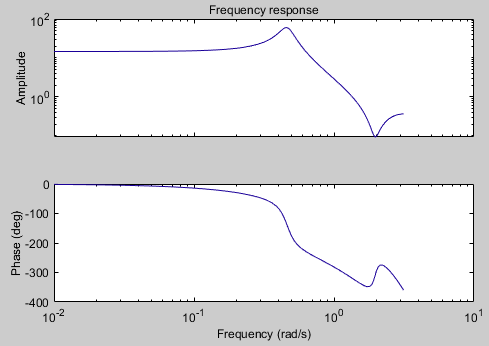 Frequency response
10^2
10^0
Amplitude
0
-100
-200
-300
-400
Phase (deg)
10^-2
10^-1
10^0
10^1
Frequency (rad/s)